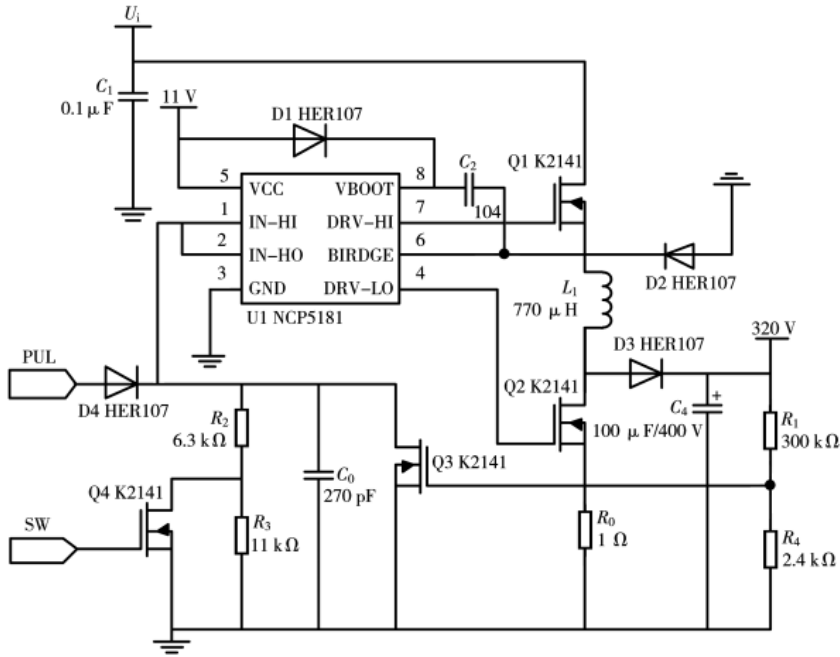 Ui
C1
0.1 μF
11 V
D1 HER107
C2
104
Q1 K2141
5
VCC
VBOOT
8
1
IN-HI
DRV-HI
7
2
IN-HO
BIRDGE
6
3
GND
DRV-LO
4
U1 NCP5181
D2 HER107
L1
770 μH
320 V
D3 HER107
PUL
D4 HER107
R2
6.3 kΩ
Q2 K2141
C4
+
100 μF/400 V
R1
300 kΩ
Q3 K2141
C0
270 pF
Q4 K2141
SW
R3
11 kΩ
R0
1 Ω
R4
2.4 kΩ